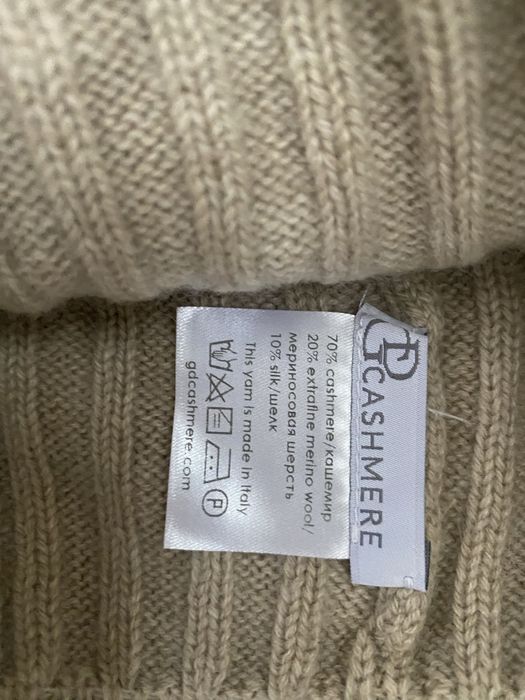 GD
CASHMERE
70% cashmere/кашемир
20% extrafine merino wool/
мериносовая шерсть
10% silk/шелк
This yarn is made in Italy
P
gdcashmere.com